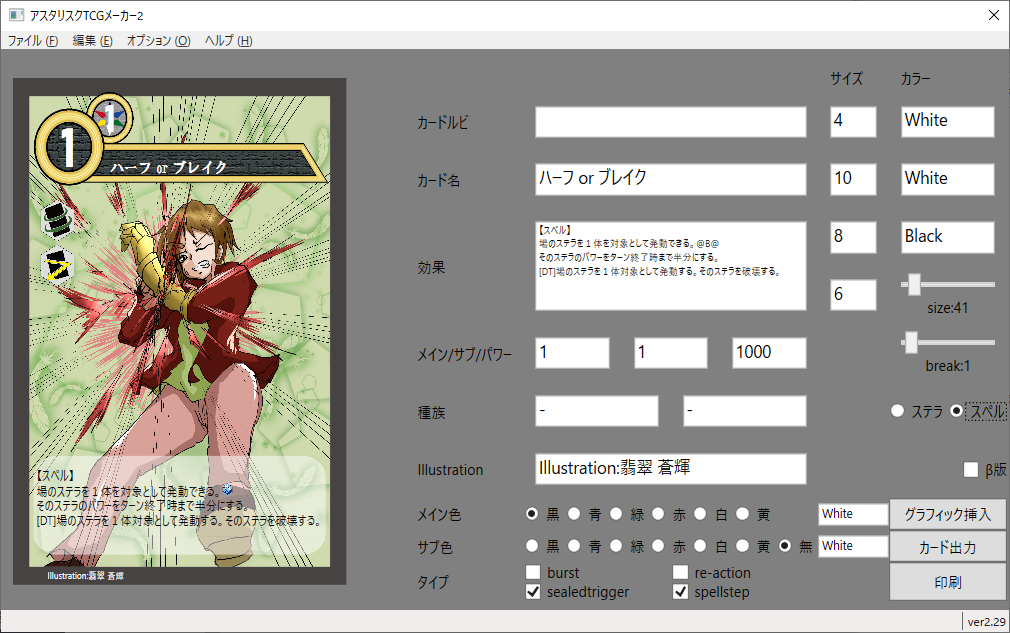 アスタリスクTCGメーカー2
ファイル (F) 編集 (E) オプション (O) ヘルプ (H)
1
1
ハーフ or ブレイク
【スペル】
場のステラを１体を対象として発動できる。
そのステラのパワーをターン終了時まで半分にする。
[DT]場のステラを１体対象として発動する。そのステラを破壊する。
Illustration:翡翠 蒼輝
サイズ カラー
カードルビ 4 White
カード名 ハーフ or ブレイク 10 White
効果
【スペル】
場のステラを１体を対象として発動できる。@B@
そのステラのパワーをターン終了時まで半分にする。
[DT]場のステラを１体対象として発動する。そのステラを破壊する。
8 Black
6
size:41
メイン/サブ/パワー 1 1 1000
break:1
種族 - - ステラ スペル
Illustration Illustration:翡翠 蒼輝 β版
メイン色 黒 青 緑 赤 白 黄 White グラフィック挿入
サブ色 黒 青 緑 赤 白 黄 無 White カード出力
タイプ burst re-action
sealedtrigger spellstep 印刷
ver2.29